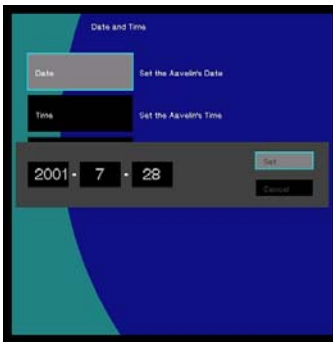 Date and Time
Date Set the Aavelin's Date
Time Set the Aavelin's Time
2001 - 7 - 28
Set
Cancel